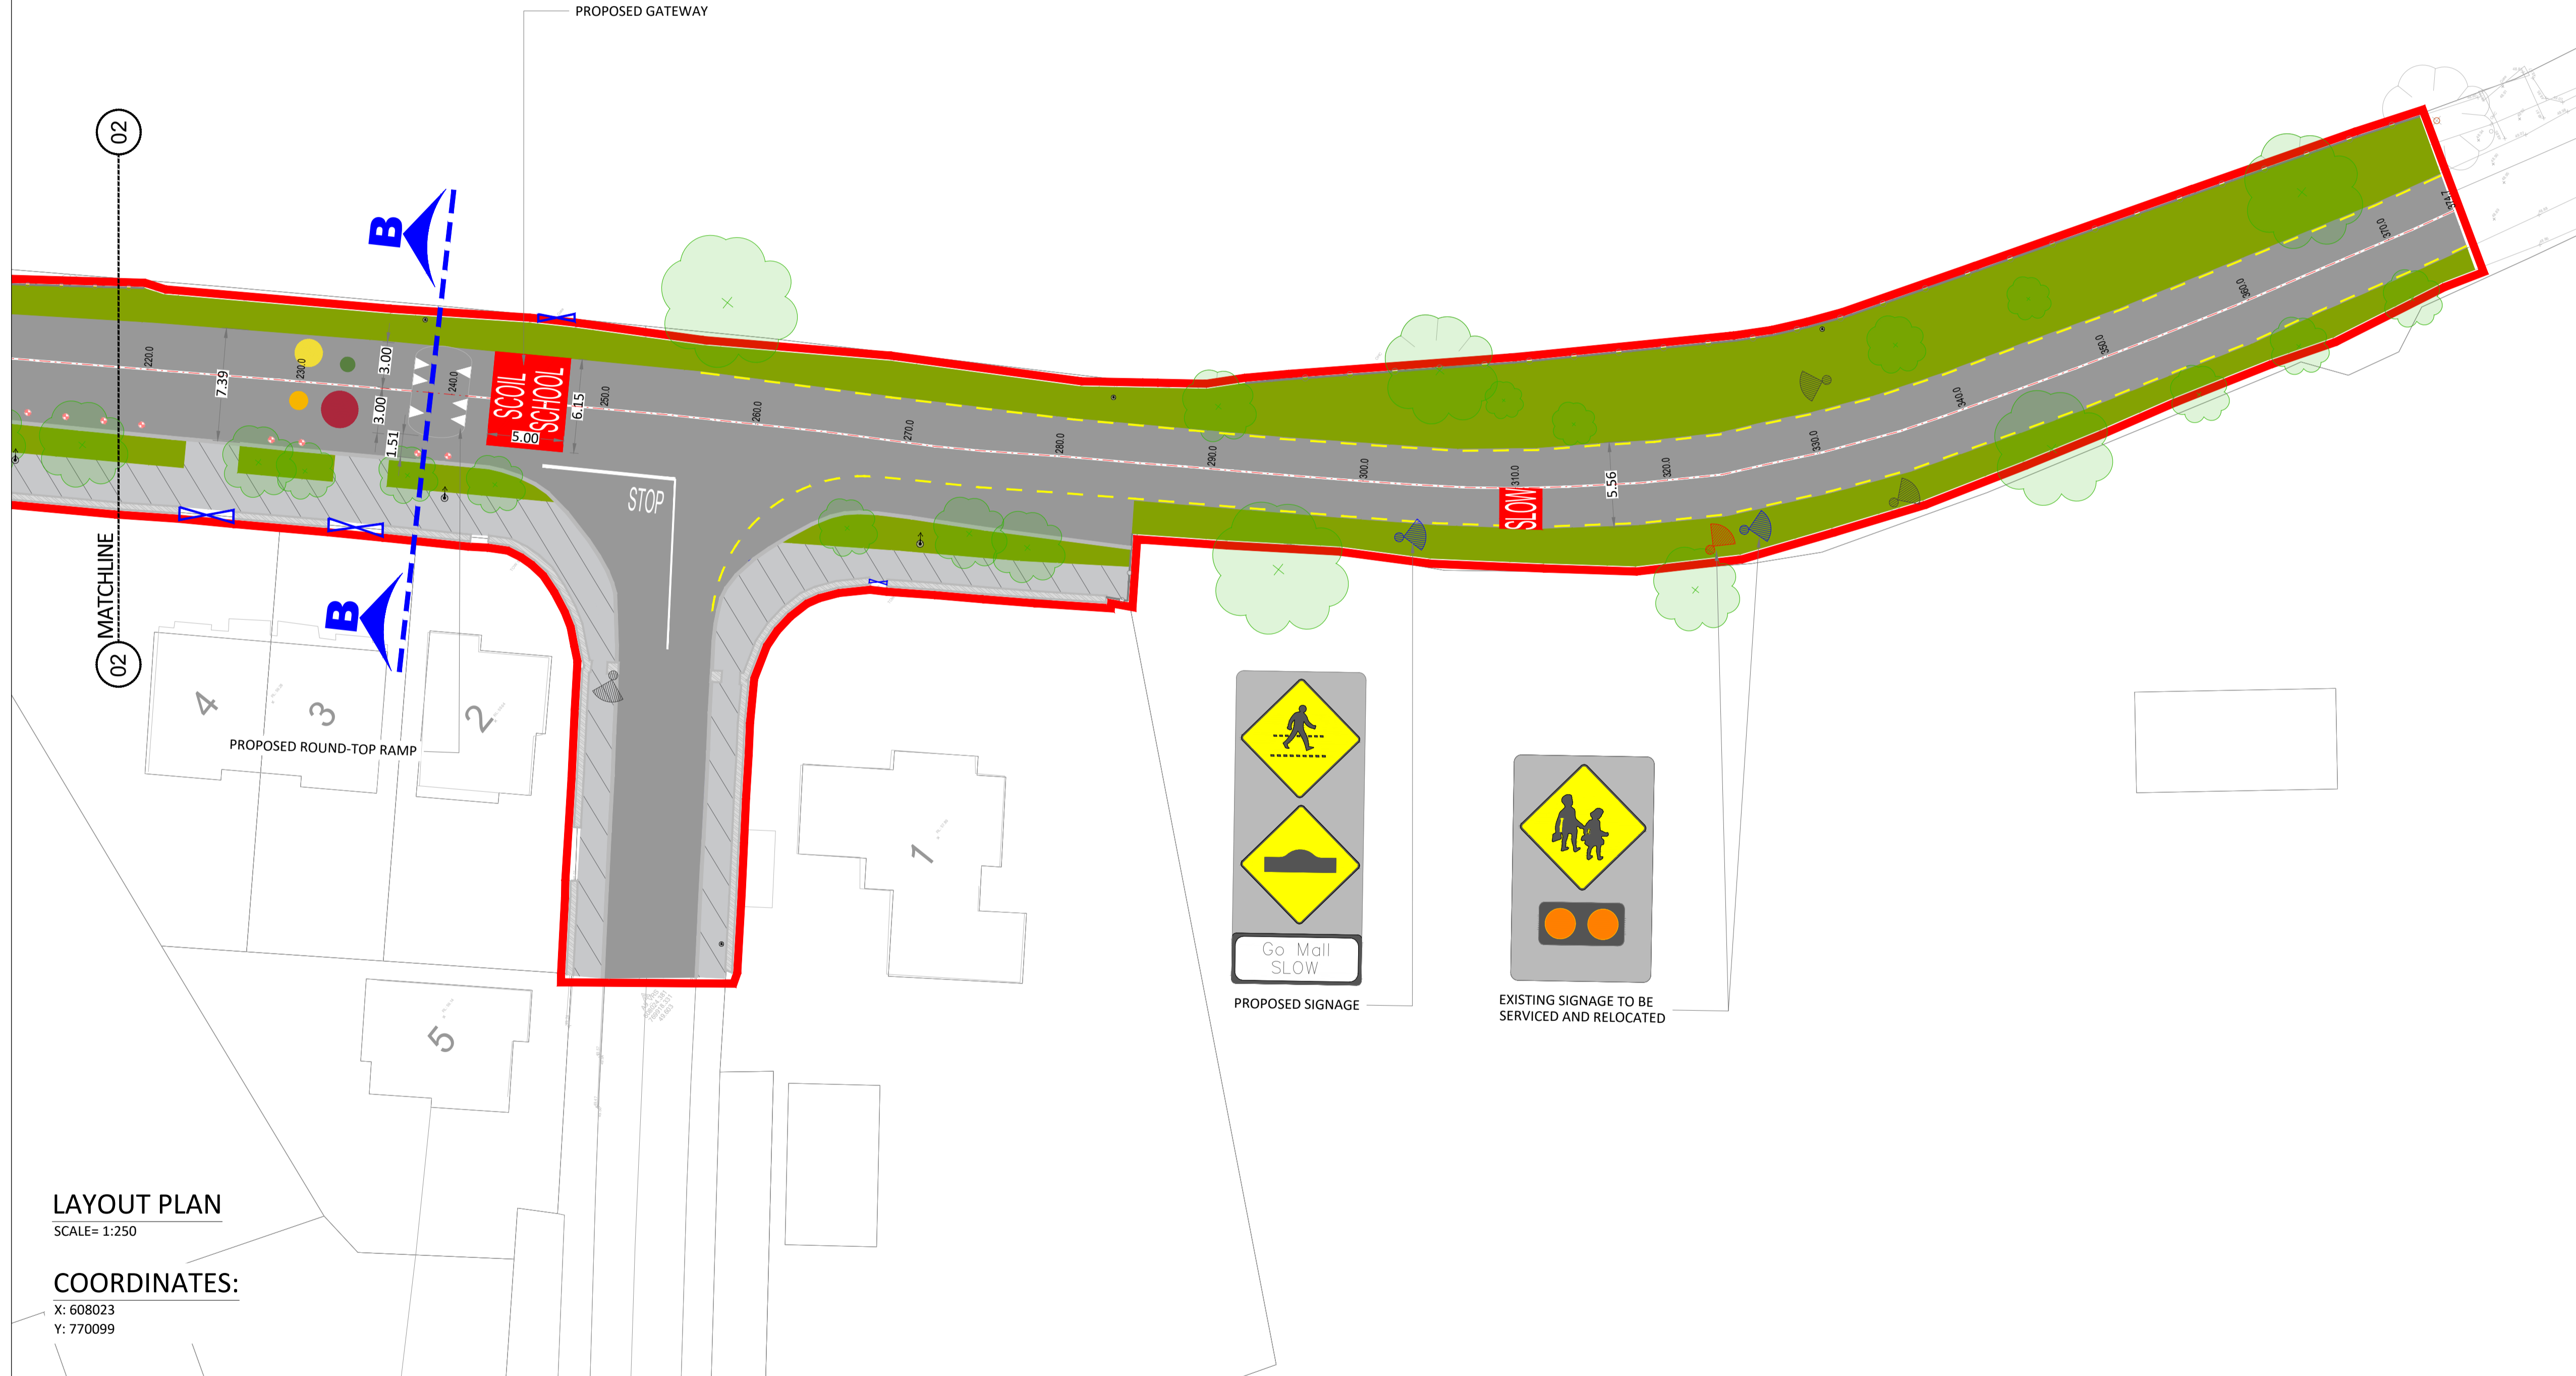 PROPOSED GATEWAY
02
B
220.0
7.39
230.0
3.00
3.00
1.51
240.0
SCOIL
SCHOOL
5.00
6.15
250.0
260.0
270.0
280.0
290.0
300.0
310.0
SLOW
5.56
320.0
330.0
340.0
350.0
360.0
370.0
374.7
STOP
MATCHLINE
02
B
4
3
2
1
5
PROPOSED ROUND-TOP RAMP
Go Mall
SLOW
PROPOSED SIGNAGE
EXISTING SIGNAGE TO BE
SERVICED AND RELOCATED
LAYOUT PLAN
SCALE= 1:250
COORDINATES:
X: 608023
Y: 770099